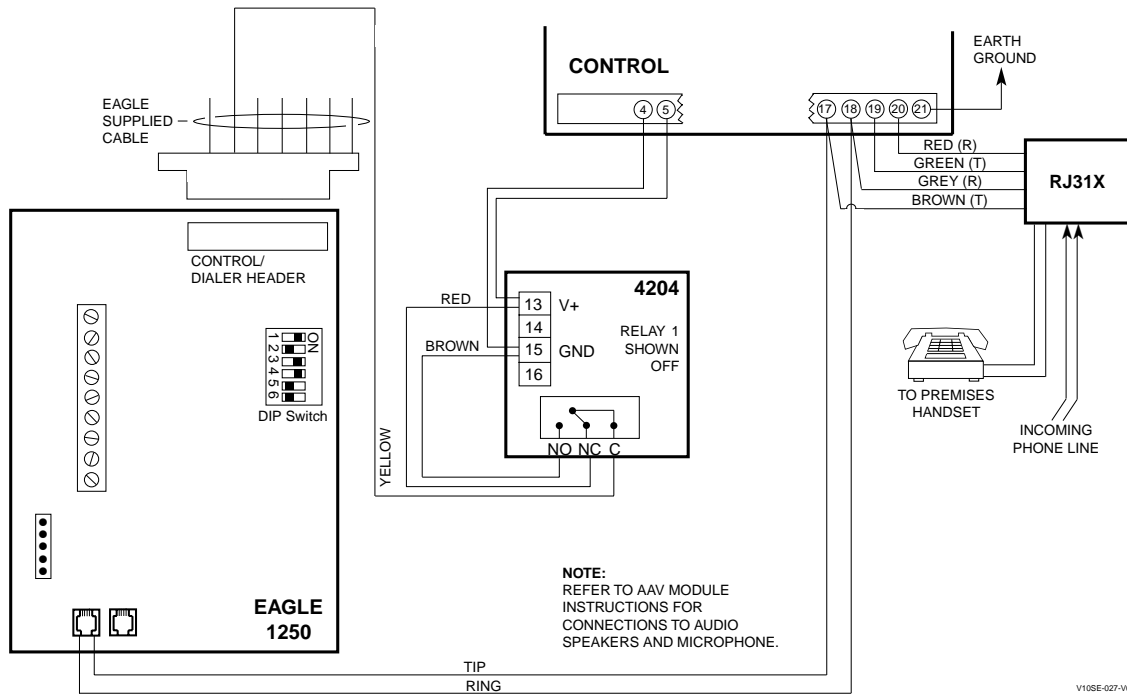 EARTH
GROUND
CONTROL
4 5
17 18 19 20 21
EAGLE
SUPPLIED
CABLE
RED (R)
GREEN (T)
GREY (R)
BROWN (T)
RJ31X
CONTROL/
DIALER HEADER
4204
RED
13 V+
14
RELAY 1
SHOWN
OFF
BROWN
15 GND
16
ON
1 2 3 4 5 6
DIP Switch
TO PREMISES
HANDSET
INCOMING
PHONE LINE
NO NC C
YELLOW
NOTE:
REFER TO AAV MODULE
INSTRUCTIONS FOR
CONNECTIONS TO AUDIO
SPEAKERS AND MICROPHONE.
EAGLE
1250
TIP
RING